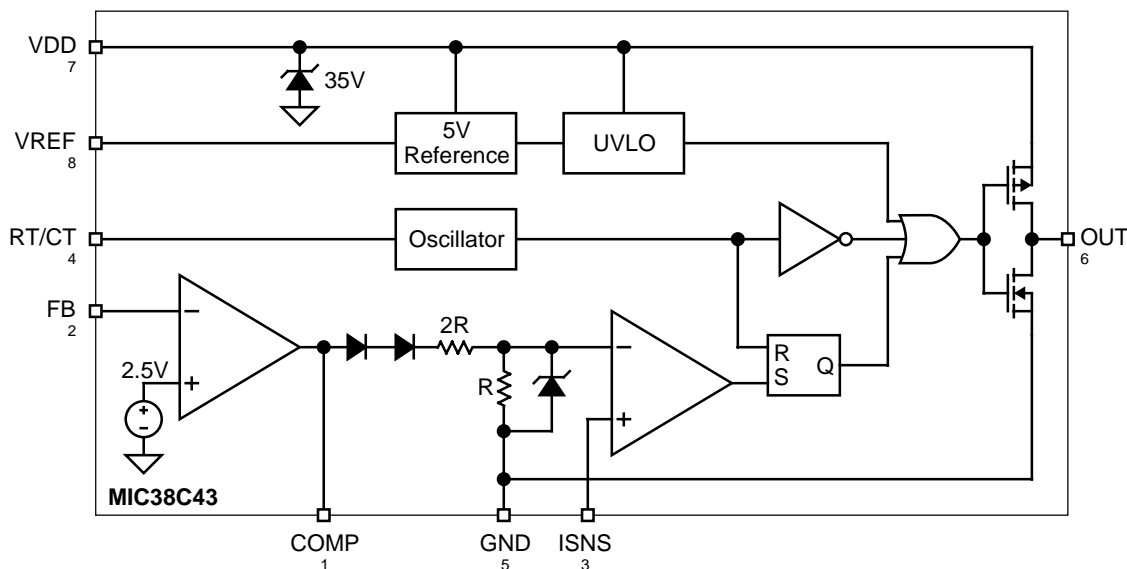 VDD
7
35V
VREF
8
5V
Reference
UVLO
RT/CT
4
Oscillator
OUT
6
FB
2
2R
−
2.5V
+
R
−
R
S
Q
+
+
−
MIC38C43
COMP
1
GND
5
ISNS
3